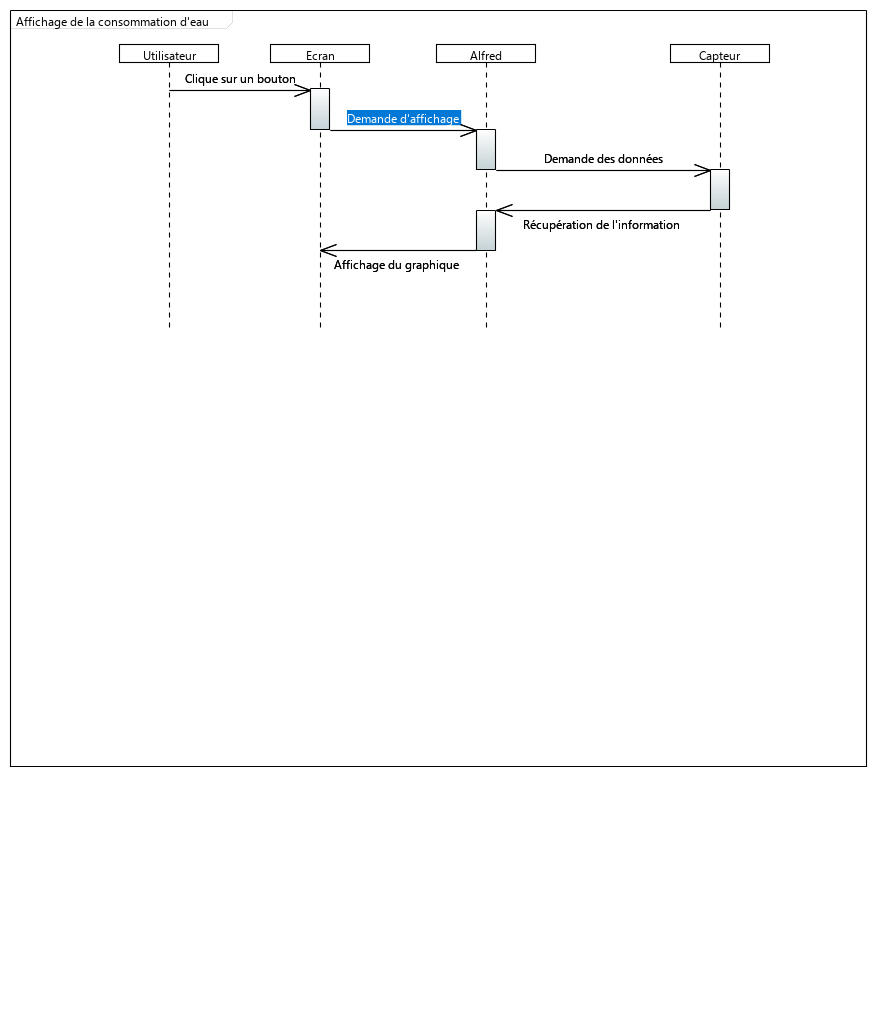 Affichage de la consommation d'eau
Utilisateur
Ecran
Alfred
Capteur
Clique sur un bouton
Demande d'affichage
Demande des données
Récupération de l'information
Affichage du graphique